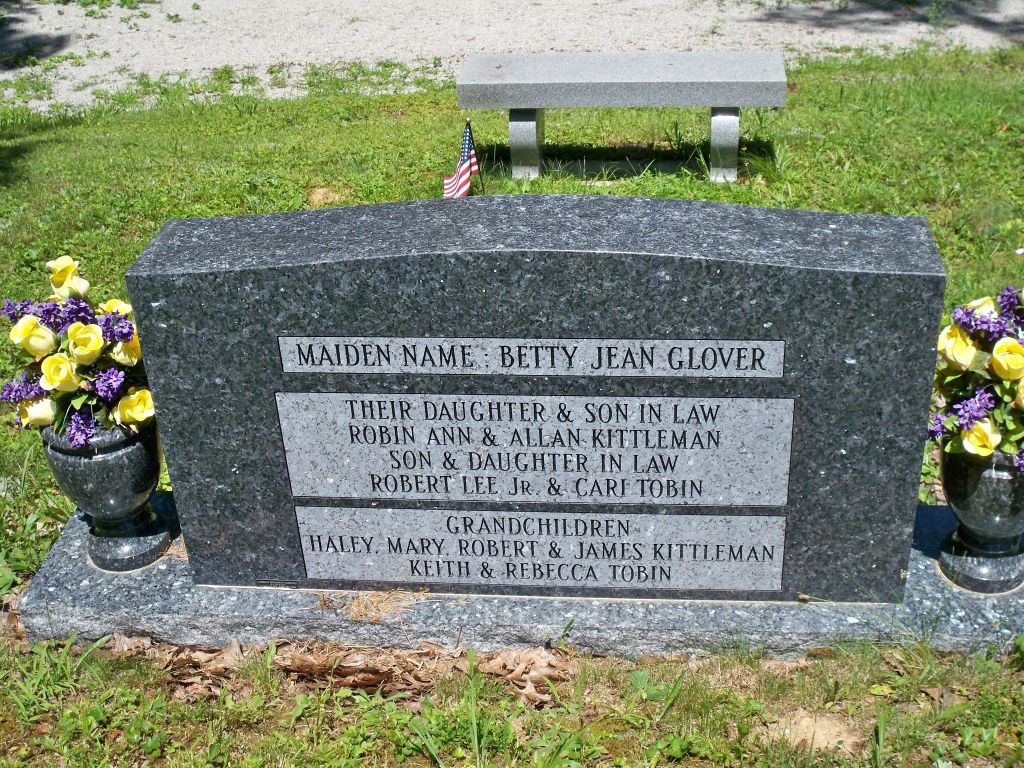 MAIDEN NAME : BETTY JEAN GLOVER
THEIR DAUGHTER & SON IN LAW
ROBIN ANN & ALLAN KITTLEMAN
SON & DAUGHTER IN LAW
ROBERT LEE JR. & CARI TOBIN
GRANDCHILDREN
HALEY, MARY, ROBERT & JAMES KITTLEMAN
KEITH & REBECCA TOBIN